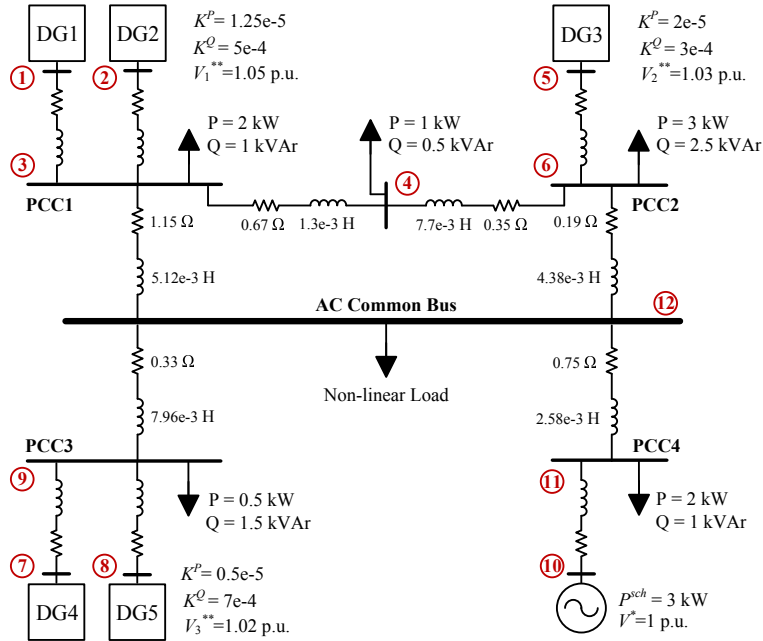 DG1
DG2
K^P = 1.25e-5
K^Q = 5e-4
V_1^** =1.05 p.u.
DG3
K^P = 2e-5
K^Q = 3e-4
V_2^** =1.03 p.u.
1
2
5
3
P = 2 kW
Q = 1 kVAr
P = 1 kW
Q = 0.5 kVAr
4
6
P = 3 kW
Q = 2.5 kVAr
PCC1
PCC2
0.67 Ω
1.3e-3 H
7.7e-3 H
0.35 Ω
1.15 Ω
0.19 Ω
5.12e-3 H
4.38e-3 H
AC Common Bus
12
0.33 Ω
0.75 Ω
Non-linear Load
7.96e-3 H
2.58e-3 H
PCC3
PCC4
9
P = 0.5 kW
Q = 1.5 kVAr
11
P = 2 kW
Q = 1 kVAr
7
8
10
DG4
DG5
K^P = 0.5e-5
K^Q = 7e-4
V_3^** =1.02 p.u.
P^sch = 3 kW
V^* =1 p.u.